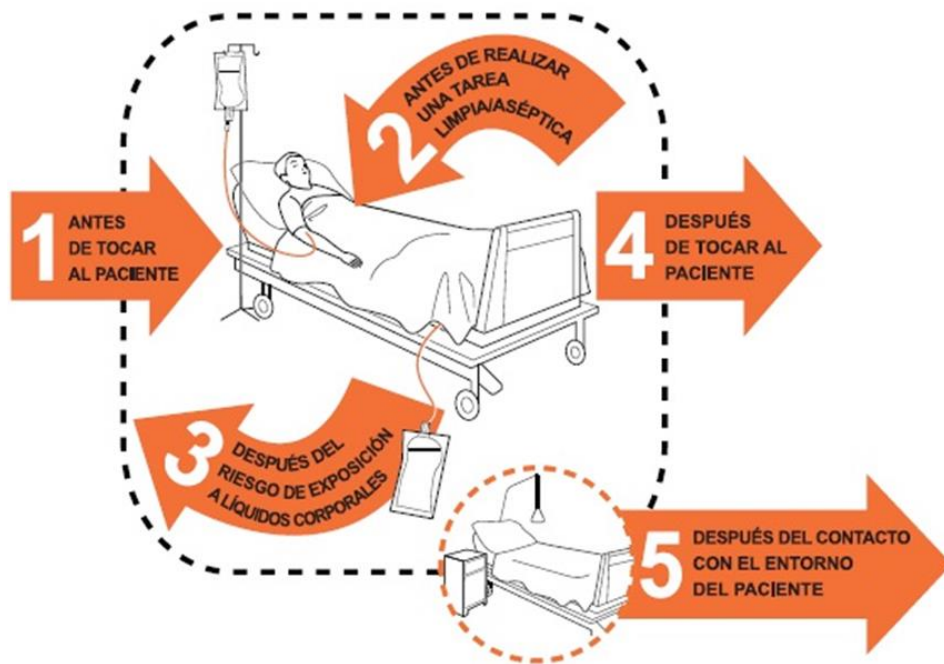 1
ANTES
DE TOCAR
AL PACIENTE
2
ANTES DE REALIZAR
UNA TAREA
LIMPIA/ASÉPTICA
3
DESPUÉS DEL
RIESGO DE EXPOSICIÓN
A LÍQUIDOS CORPORALES
4
DESPUÉS
DE TOCAR AL
PACIENTE
5
DESPUÉS DEL CONTACTO
CON EL ENTORNO
DEL PACIENTE